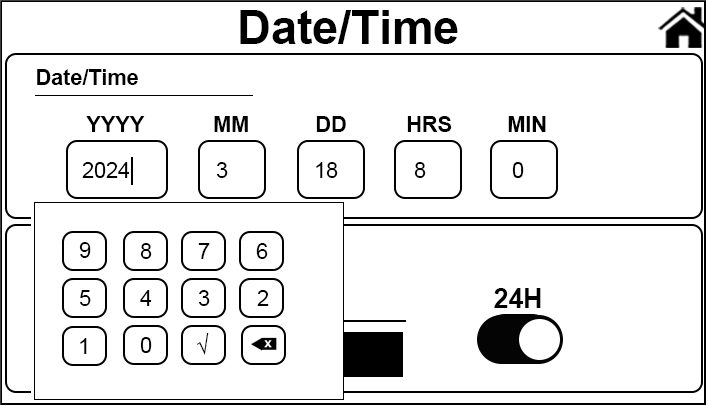 Date/Time
Date/Time
YYYY MM DD HRS MIN
2024 3 18 8 0
9 8 7 6
5 4 3 2
1 0 √ x
24H